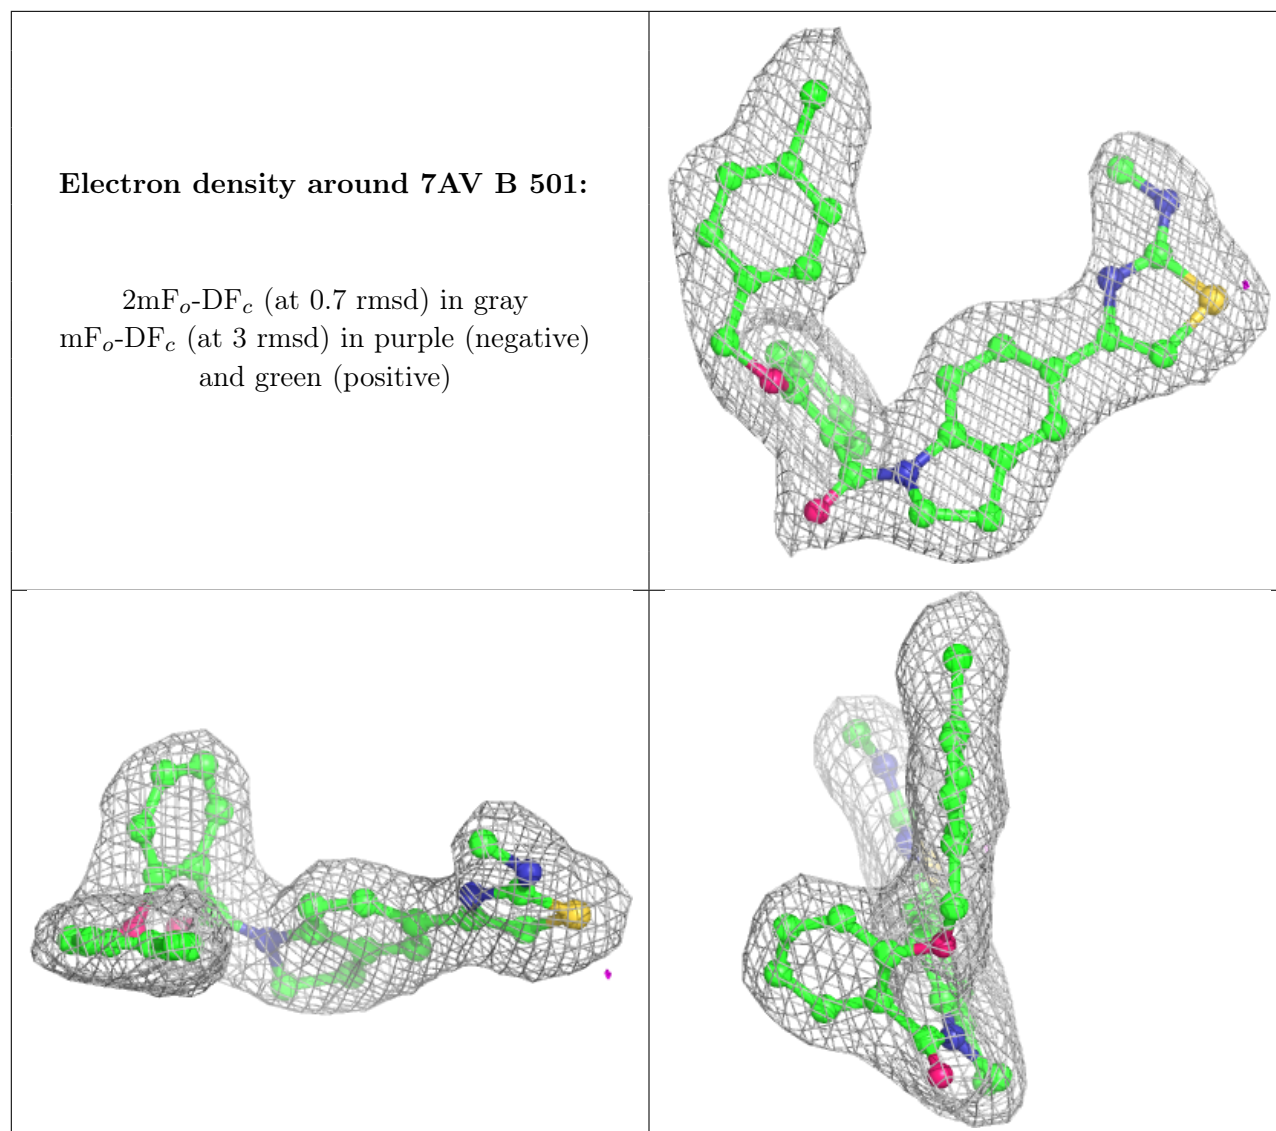 Electron density around 7AV B 501:
2mFₒ-DF𝒸 (at 0.7 rmsd) in gray
mFₒ-DF𝒸 (at 3 rmsd) in purple (negative)
and green (positive)